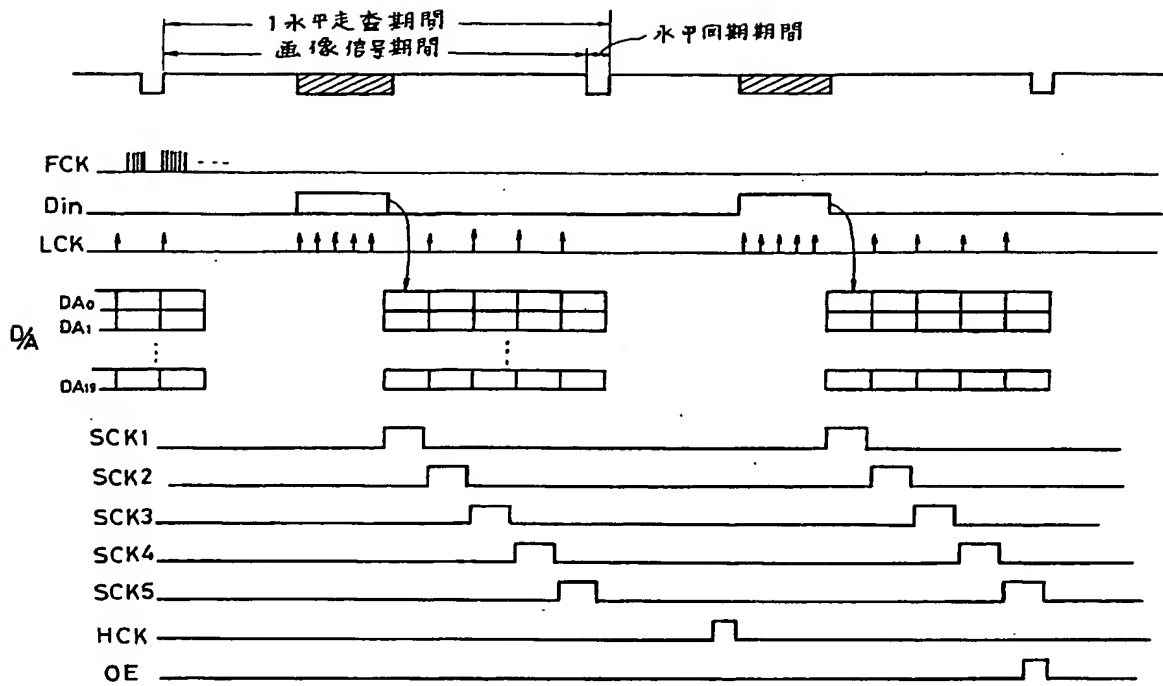 1水平走査期間
画像信号期間
水平同期期間
FCK
Din
LCK
D/A
DA0
DA1
DA19
SCK1
SCK2
SCK3
SCK4
SCK5
HCK
OE